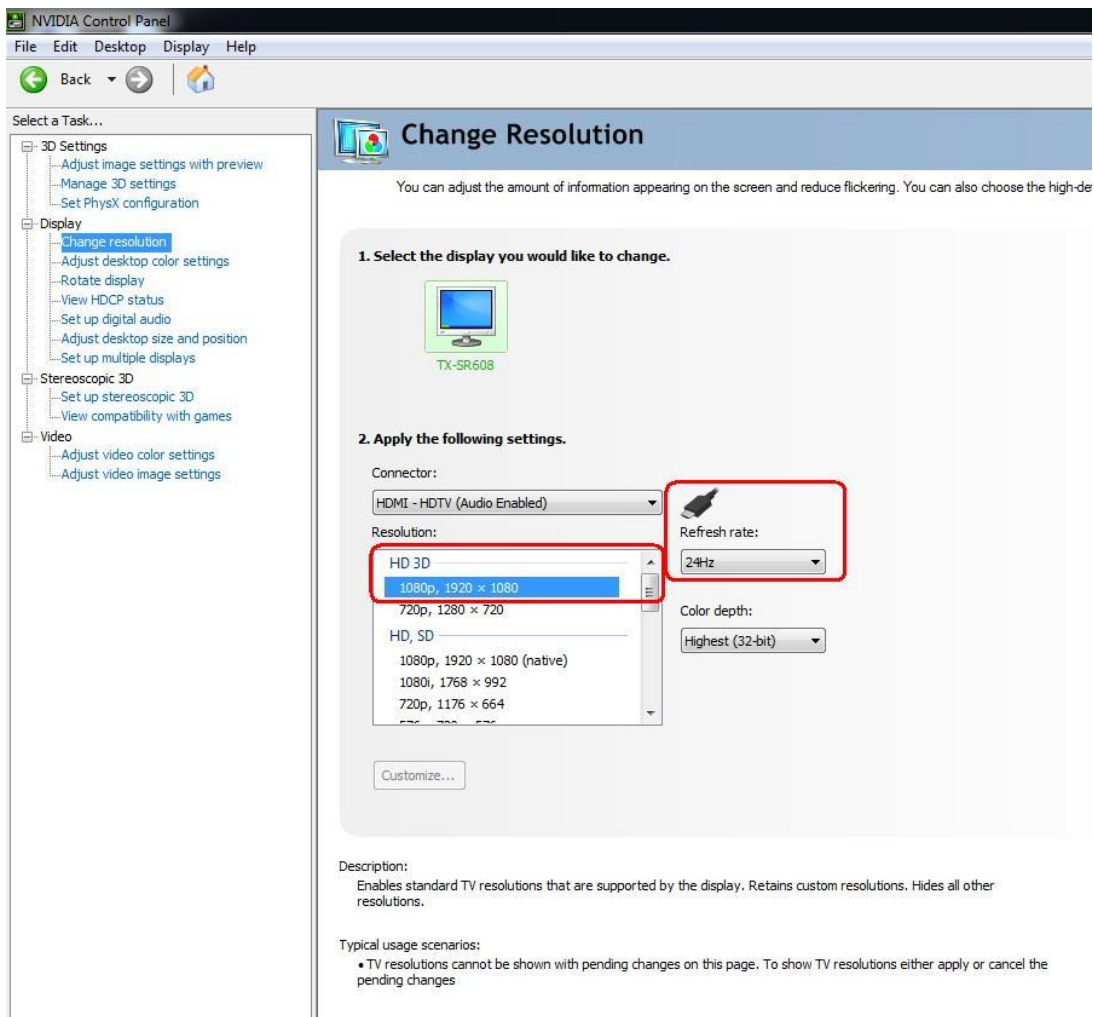 NVIDIA Control Panel
File Edit Desktop Display Help
Back
Select a Task...
3D Settings
Adjust image settings with preview
Manage 3D settings
Set PhysX configuration
Display
Change resolution
Adjust desktop color settings
Rotate display
View HDCP status
Set up digital audio
Adjust desktop size and position
Set up multiple displays
Stereoscopic 3D
Set up stereoscopic 3D
View compatibility with games
Video
Adjust video color settings
Adjust video image settings
Change Resolution
You can adjust the amount of information appearing on the screen and reduce flickering. You can also choose the
1. Select the display you would like to change.
TX-SR608
2. Apply the following settings.
Connector:
HDMI - HDTV (Audio Enabled)
Resolution:
HD 3D
1080p, 1920 × 1080
720p, 1280 × 720
HD, SD
1080p, 1920 × 1080 (native)
1080i, 1768 × 992
720p, 1176 × 664
Refresh rate:
24Hz
Color depth:
Highest (32-bit)
Customize...
Description:
Enables standard TV resolutions that are supported by the display. Retains custom resolutions. Hides all other
resolutions.
Typical usage scenarios:
• TV resolutions cannot be shown with pending changes on this page. To show TV resolutions either apply or cancel the
pending changes